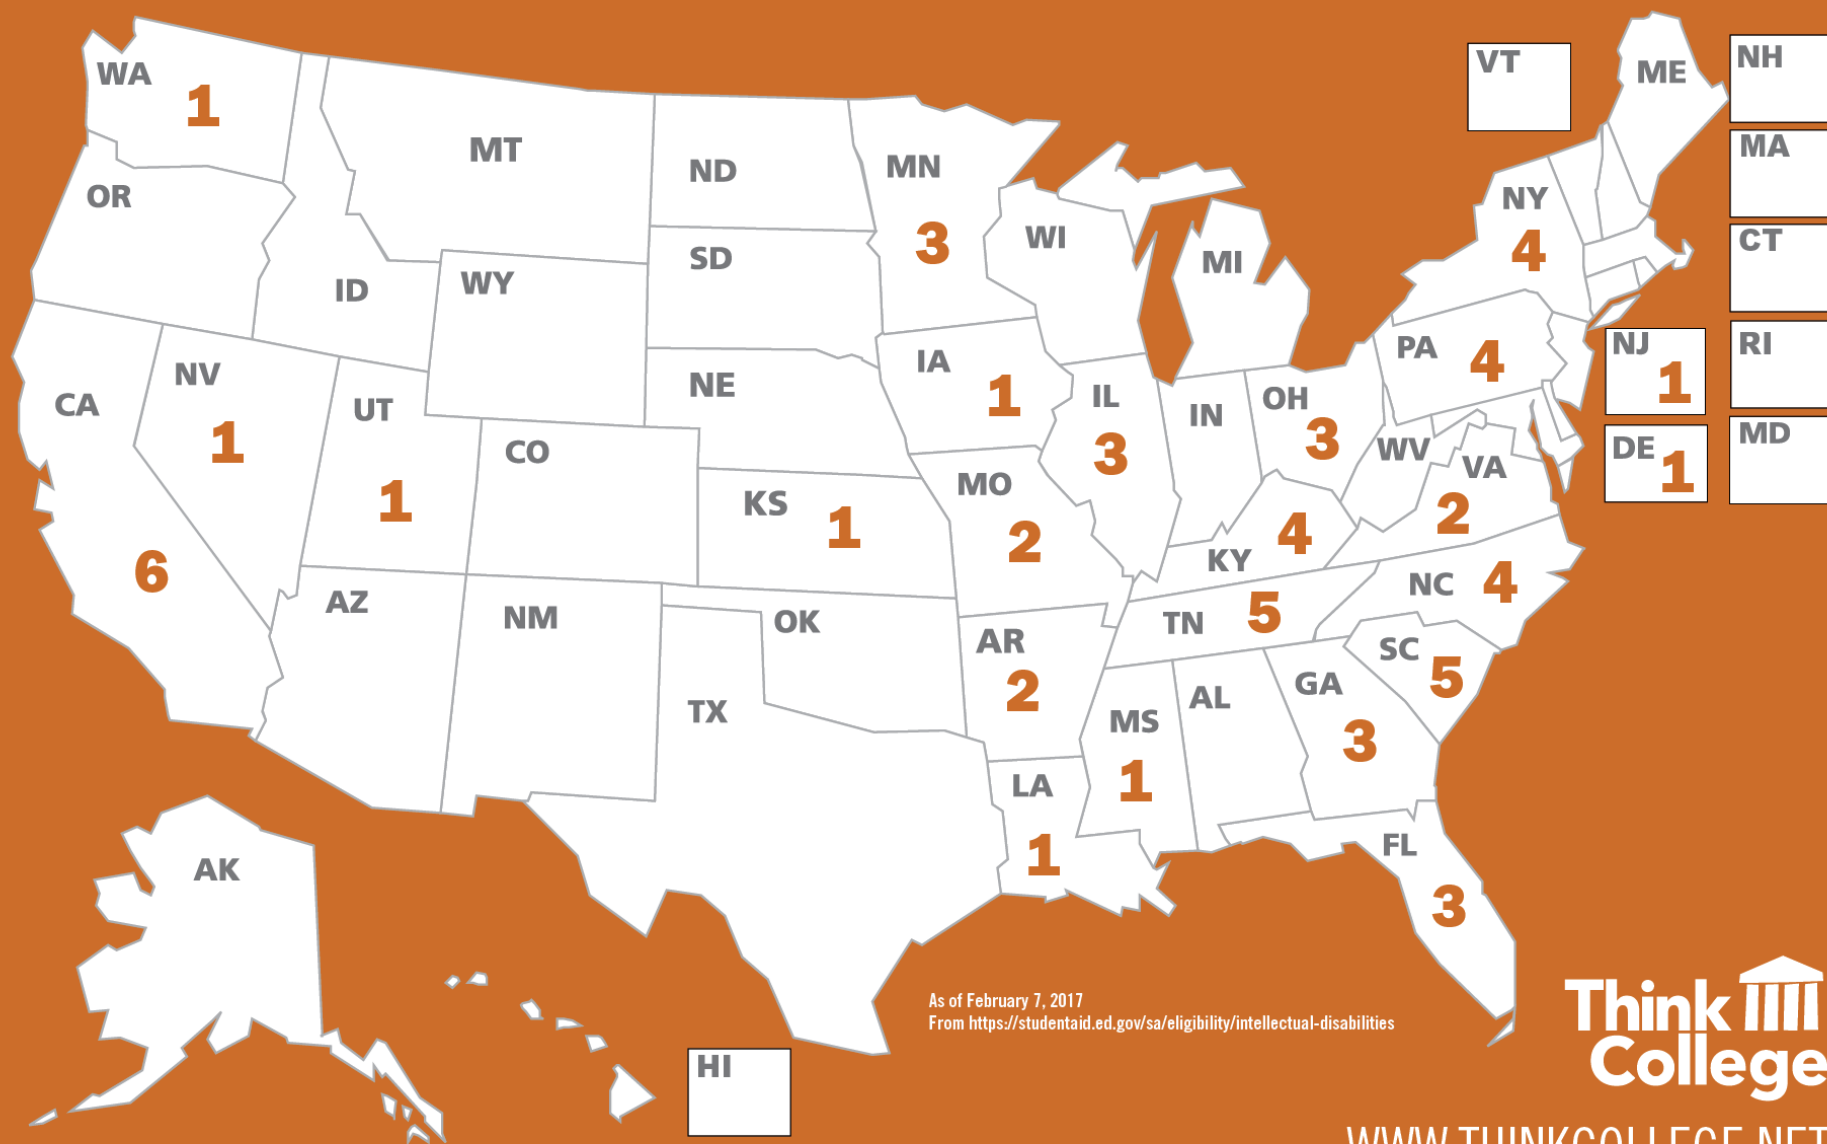 WA
1
MT
ND
MN
3
VT
ME
NH
OR
ID
WY
SD
WI
MI
NY
4
MA
CT
CA
6
NV
1
UT
1
CO
NE
IA
1
IL
3
IN
OH
3
PA
4
NJ
1
RI
KS
1
MO
2
KY
4
WV
VA
2
DE
1
MD
AZ
NM
OK
AR
2
TN
5
NC
4
TX
LA
1
MS
1
AL
GA
3
SC
5
FL
3
AK
HI
As of February 7, 2017
From https://studentaid.ed.gov/sa/eligibility/intellectual-disabilities
Think
College
WWW.THINKCOLLEGE.NET